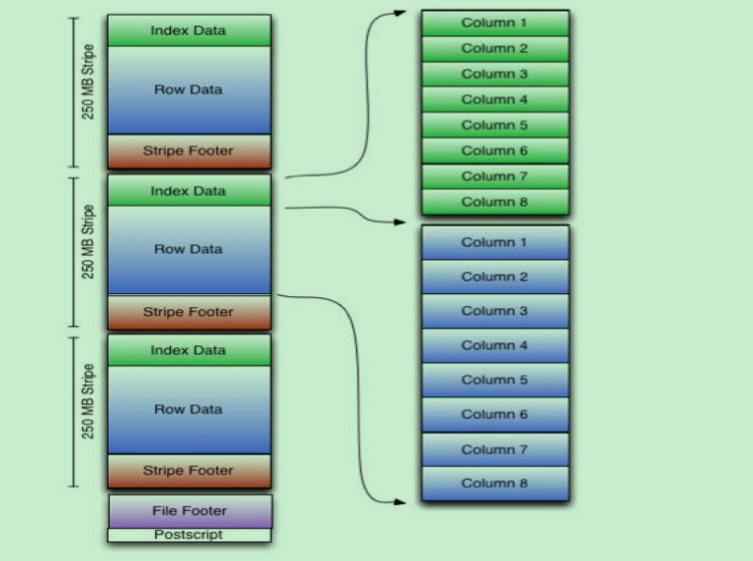 250 MB Stripe
Index Data
Row Data
Stripe Footer
250 MB Stripe
Index Data
Row Data
Stripe Footer
250 MB Stripe
Index Data
Row Data
Stripe Footer
File Footer
Postscript
Column 1
Column 2
Column 3
Column 4
Column 5
Column 6
Column 7
Column 8
Column 1
Column 2
Column 3
Column 4
Column 5
Column 6
Column 7
Column 8